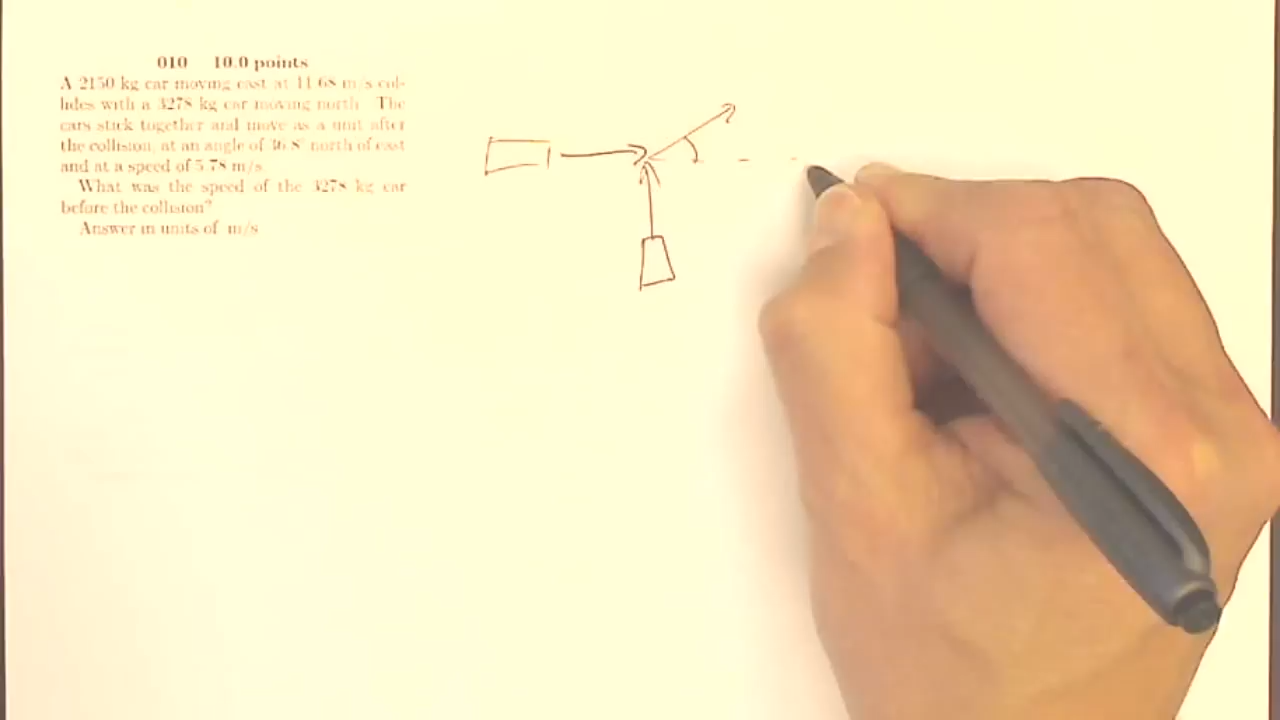 010 10.0 points
A 2150 kg car moving east at 11.68 m/s col-
lides with a 3278 kg car moving north. The
cars stick together and move as a unit after
the collision, at an angle of 36.8° north of east
and at a speed of 5.78 m/s.
What was the speed of the 3278 kg car
before the collision?
Answer in units of m/s